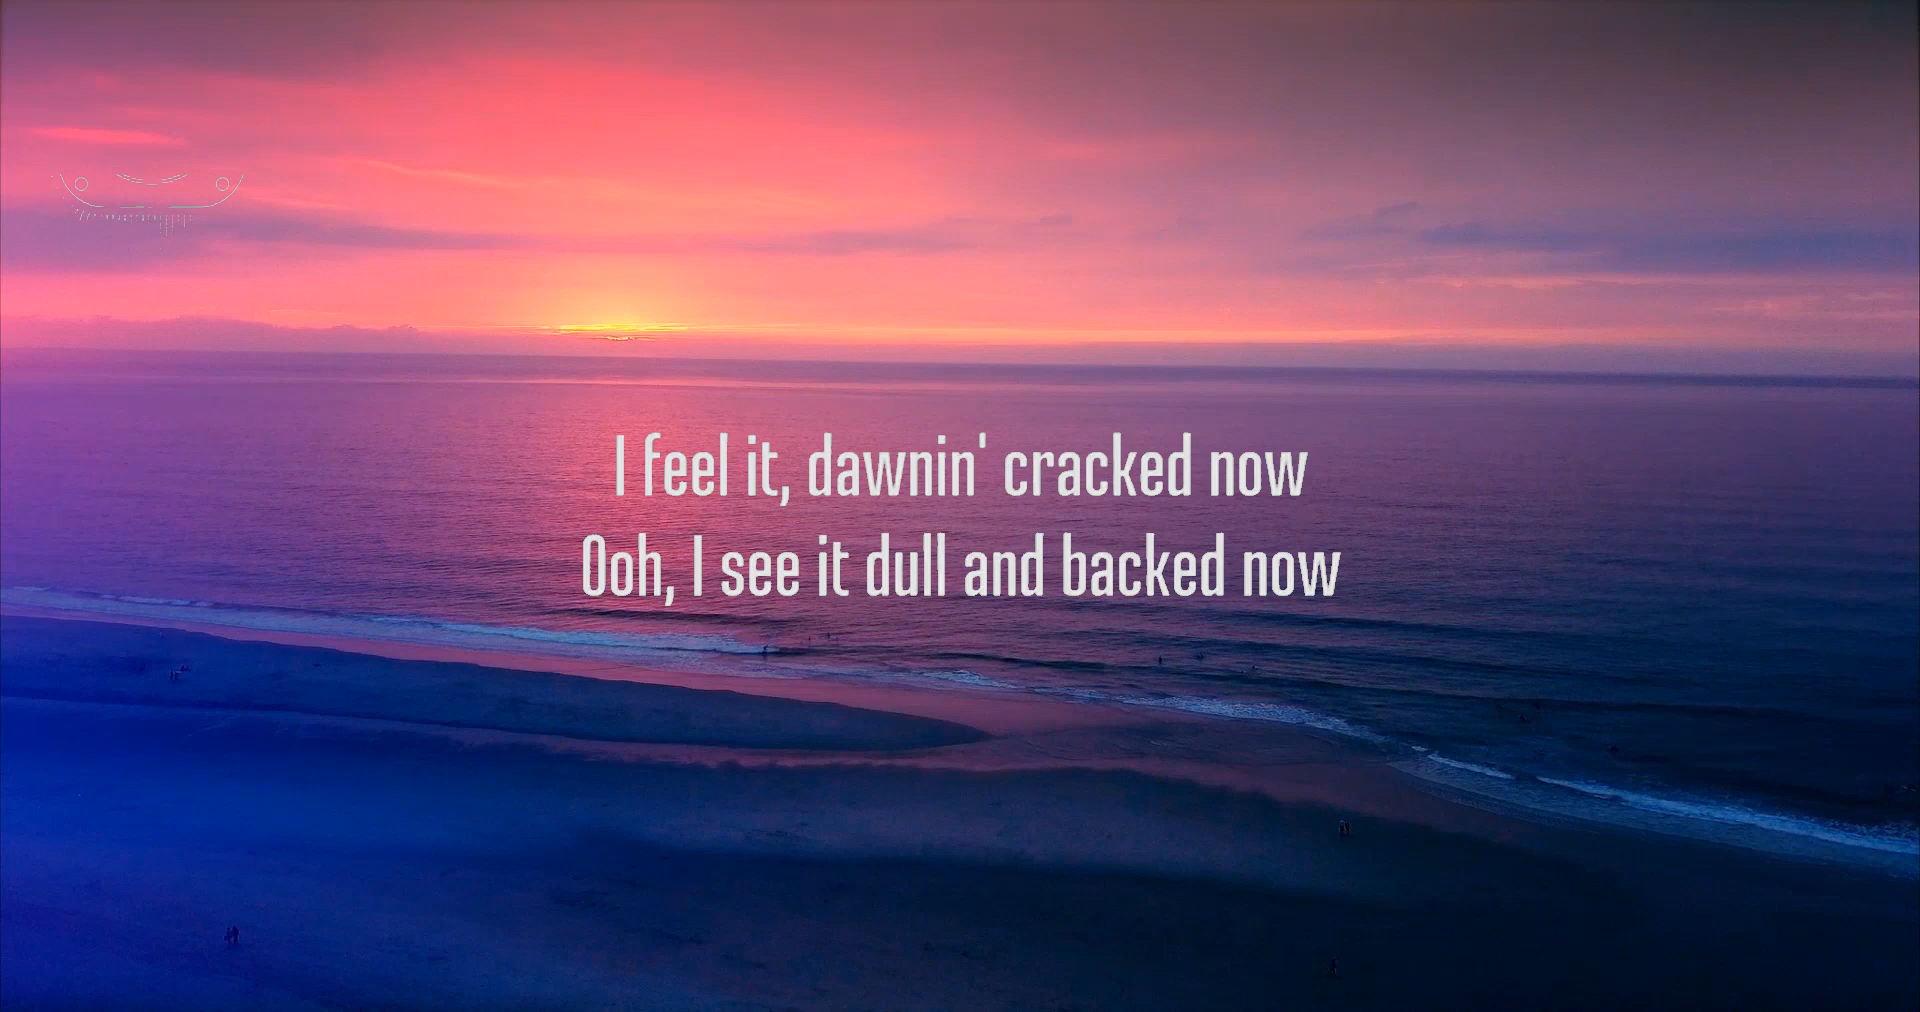 I feel it, dawnin' cracked now
Ooh, I see it dull and backed now